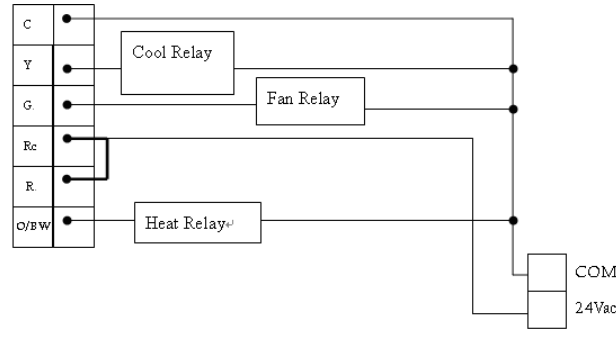 C
Y
Cool Relay
G.
Fan Relay
Rc
R.
O/BW
Heat Relay↵
COM
24Vac